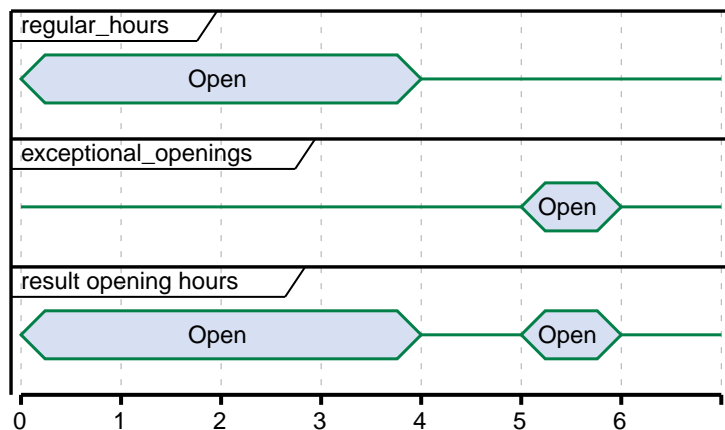 regular_hours
Open
exceptional_openings
Open
result opening hours
Open Open
0 1 2 3 4 5 6